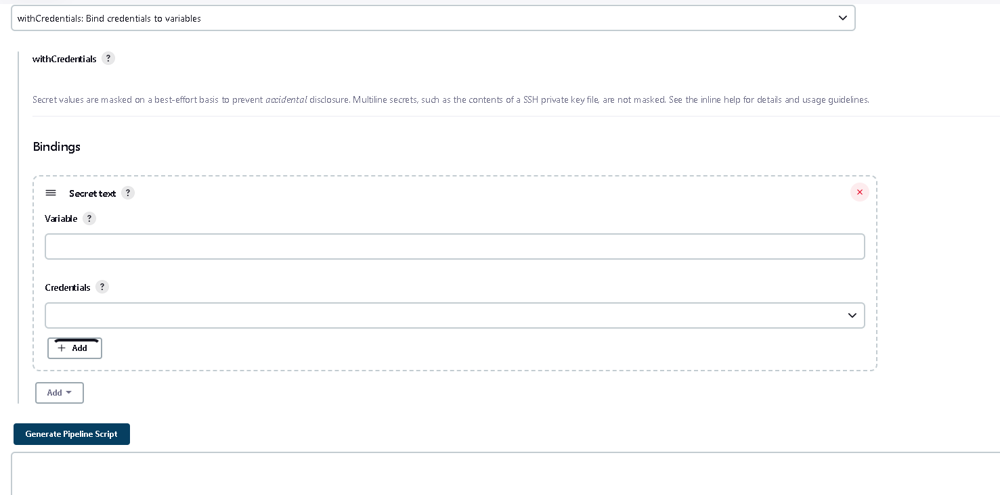 withCredentials: Bind credentials to variables
withCredentials ?
Secret values are masked on a best-effort basis to prevent accidental disclosure. Multiline secrets, such as the contents of a SSH private key file, are not masked. See the inline help for details and usage guidelines.
Bindings
Secret text ?
Variable ?
Credentials ?
+ Add
Add
Generate Pipeline Script